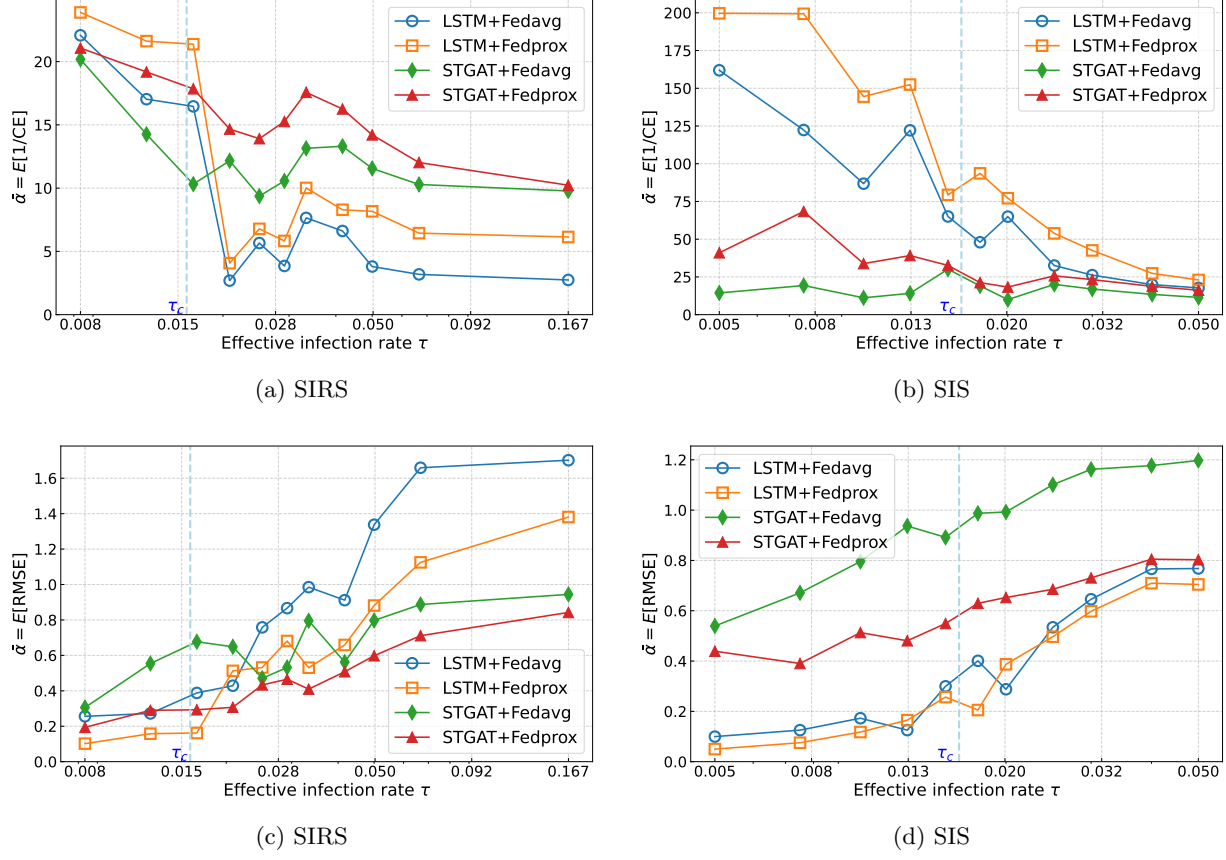 LSTM+Fedavg
LSTM+Fedprox
STGAT+Fedavg
STGAT+Fedprox
ᾱ = E[1/CE]
20
15
10
5
0
τc
0.008 0.015 0.028 0.050 0.092 0.167
Effective infection rate τ
(a) SIRS
LSTM+Fedavg
LSTM+Fedprox
STGAT+Fedavg
STGAT+Fedprox
ᾱ = E[1/CE]
200
175
150
125
100
75
50
25
0
τc
0.005 0.008 0.013 0.020 0.032 0.050
Effective infection rate τ
(b) SIS
ᾱ = E[RMSE]
1.6
1.4
1.2
1.0
0.8
0.6
0.4
0.2
0.0
LSTM+Fedavg
LSTM+Fedprox
STGAT+Fedavg
STGAT+Fedprox
τc
0.008 0.015 0.028 0.050 0.092 0.167
Effective infection rate τ
(c) SIRS
LSTM+Fedavg
LSTM+Fedprox
STGAT+Fedavg
STGAT+Fedprox
ᾱ = E[RMSE]
1.2
1.0
0.8
0.6
0.4
0.2
0.0
τc
0.005 0.008 0.013 0.020 0.032 0.050
Effective infection rate τ
(d) SIS